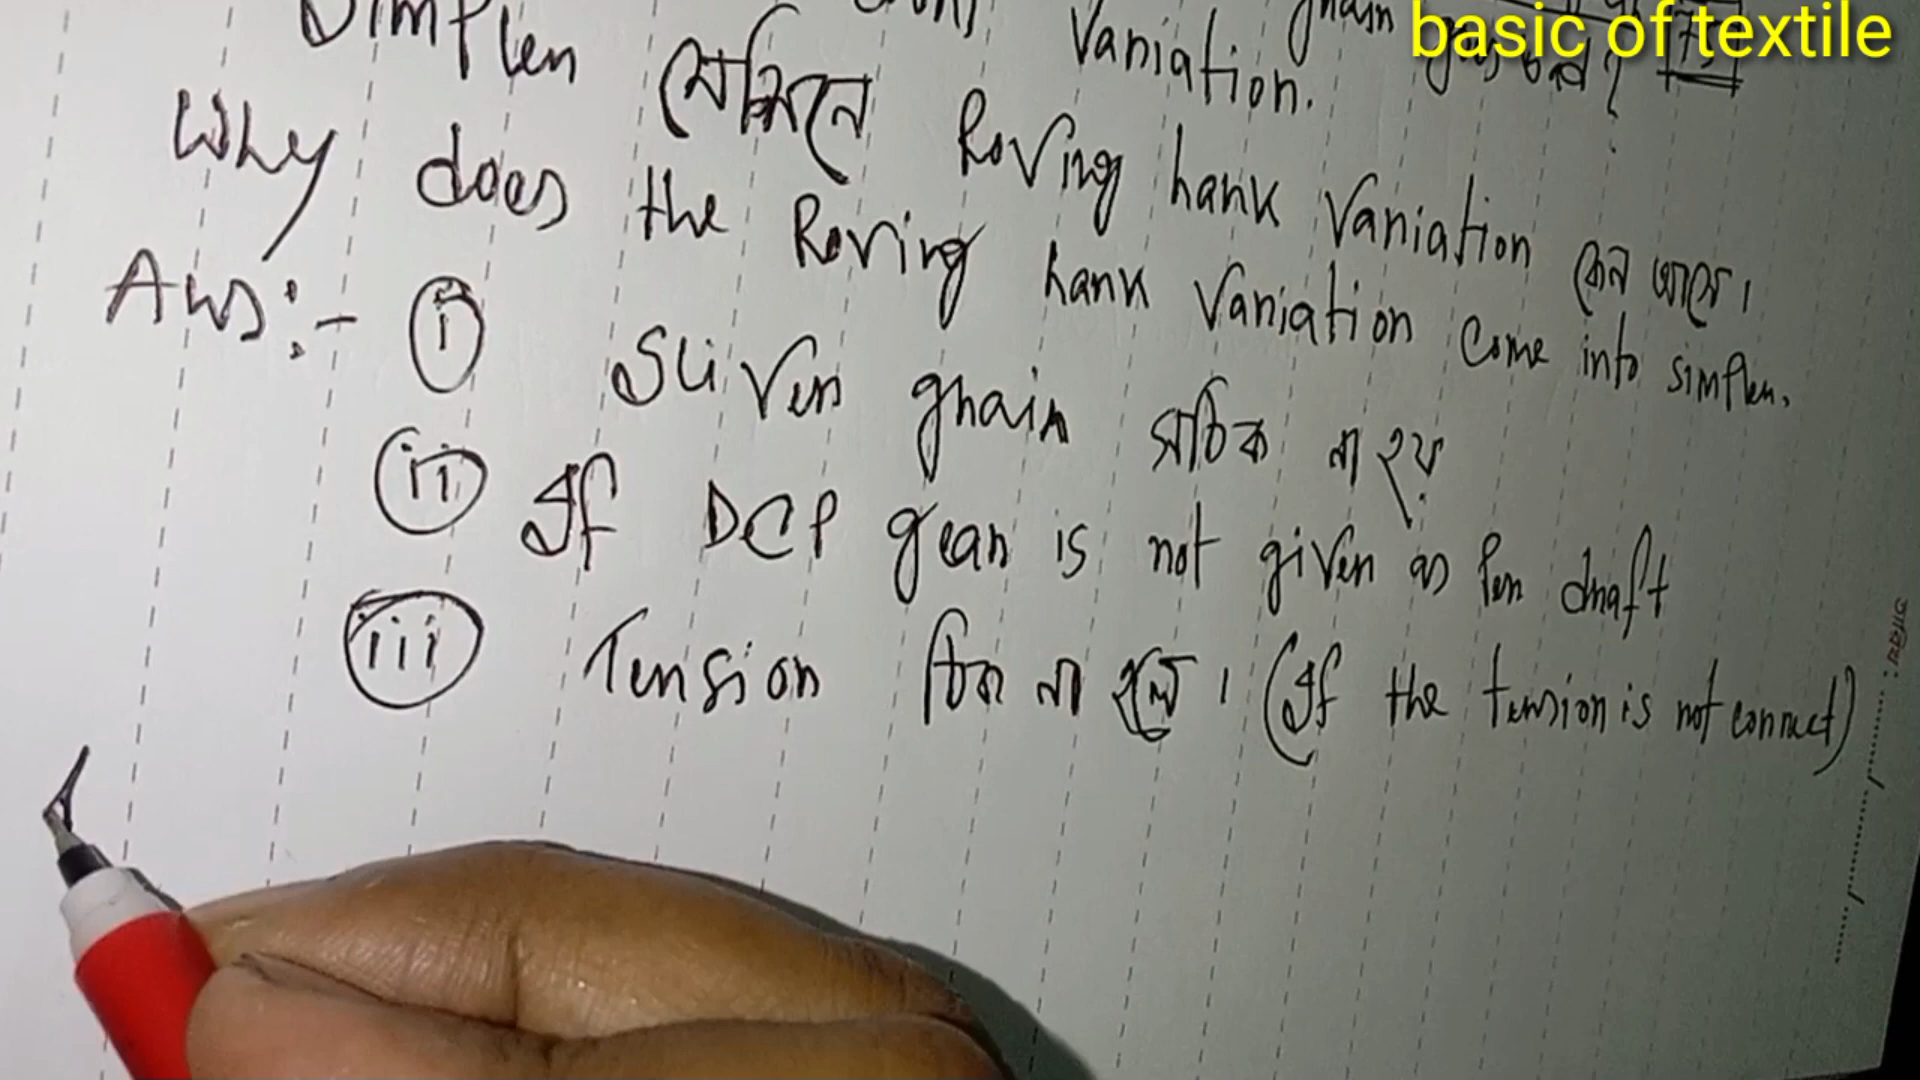 basic of textile
Variation. grain
Simplex মেশিনে Roving hank Variation কেন আসে।
Why does the Roving hank Variation come into simplex.
Ans:- (i) Sliver grain সঠিক না হয়
(ii) If DCP gear is not given as Per draft
(iii) Tension ঠিক না হলে। (If the tension is not correct)
তারিখ: